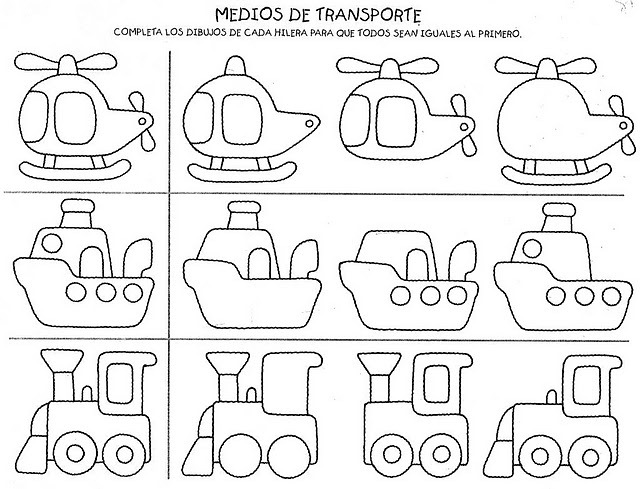 MEDIOS DE TRANSPORTE
COMPLETA LOS DIBUJOS DE CADA HILERA PARA QUE TODOS SEAN IGUALES AL PRIMERO.